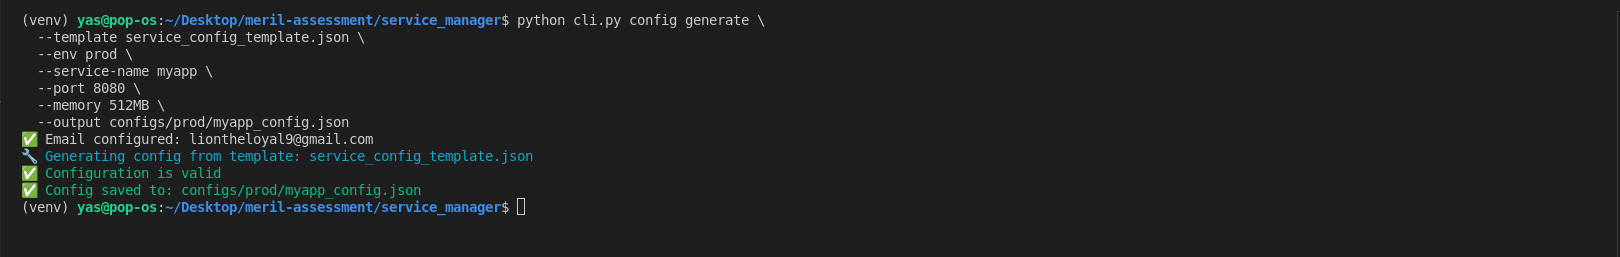 (venv) yas@pop-os:~/Desktop/meril-assessment/service_manager$ python cli.py config generate \
  --template service_config_template.json \
  --env prod \
  --service-name myapp \
  --port 8080 \
  --memory 512MB \
  --output configs/prod/myapp_config.json
✅ Email configured: liontheloyal9@gmail.com
🔧 Generating config from template: service_config_template.json
✅ Configuration is valid
✅ Config saved to: configs/prod/myapp_config.json
(venv) yas@pop-os:~/Desktop/meril-assessment/service_manager$